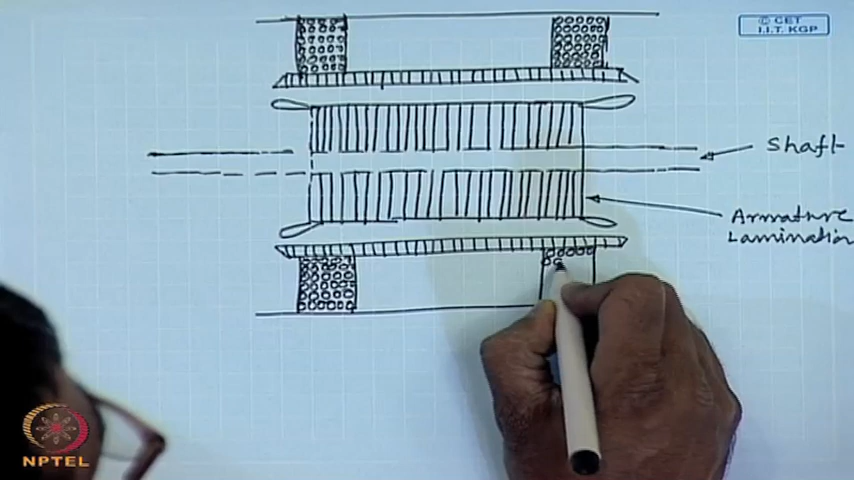 © CET
I.I.T. KGP
Shaft
Armature
Lamination
NPTEL